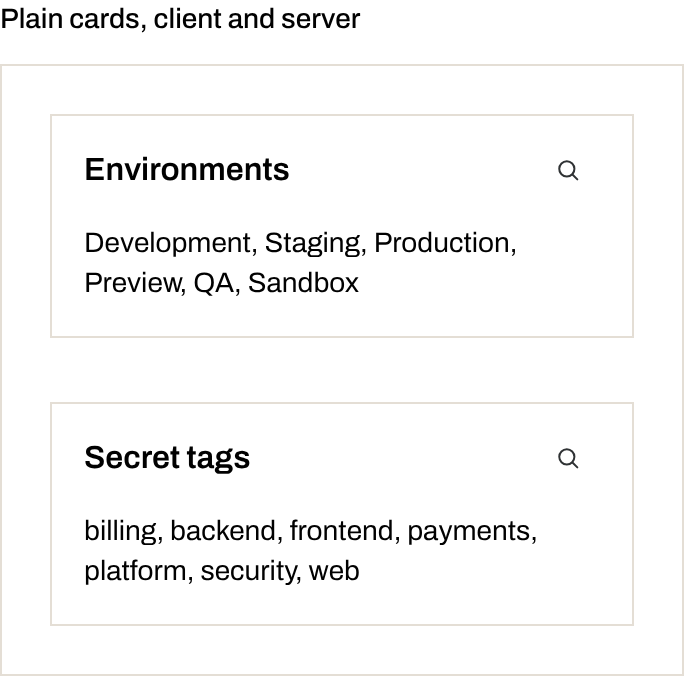 Plain cards, client and server
Environments
Development, Staging, Production,
Preview, QA, Sandbox
Secret tags
billing, backend, frontend, payments,
platform, security, web